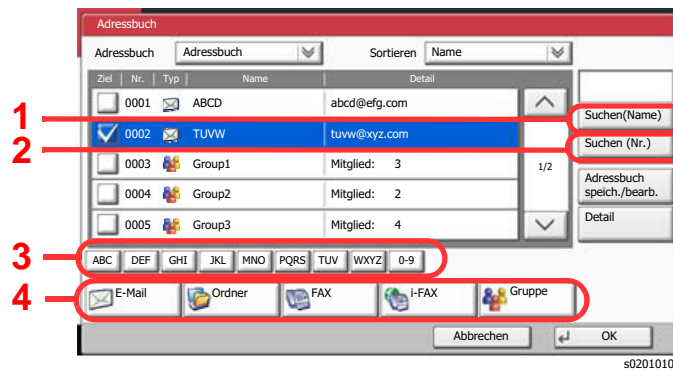 Adressbuch
Adressbuch Adressbuch Sortieren Name
Ziel Nr. Typ Name Detail
0001 ABCD abcd@efg.com
1 Suchen(Name)
0002 TUVW tuvw@xyz.com
2 Suchen (Nr.)
0003 Group1 Mitglied: 3 1/2
Adressbuch
speich./bearb.
0004 Group2 Mitglied: 2
0005 Group3 Mitglied: 4 Detail
3 ABC DEF GHI JKL MNO PQRS TUV WXYZ 0-9
4 E-Mail Ordner FAX i-FAX Gruppe
Abbrechen OK
s0201010